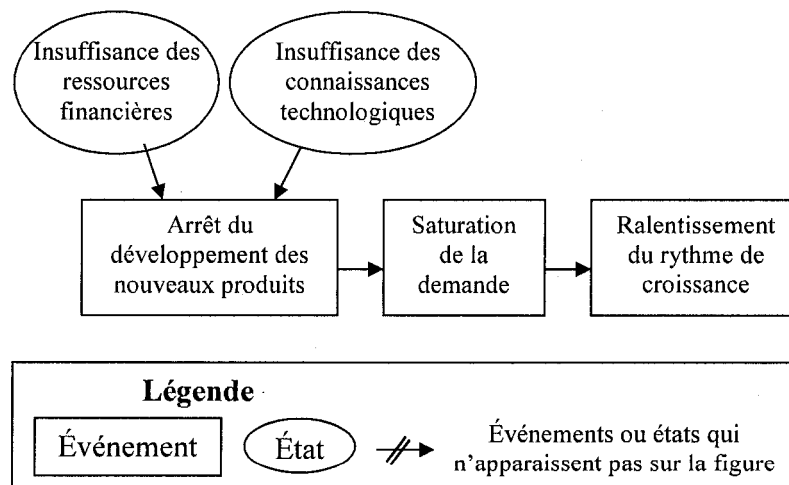 Insuffisance des
ressources
financières
Insuffisance des
connaissances
technologiques
Arrêt du
développement des
nouveaux produits
Saturation
de la
demande
Ralentissement
du rythme de
croissance
Légende
Événement
État
Événements ou états qui
n'apparaissent pas sur la figure